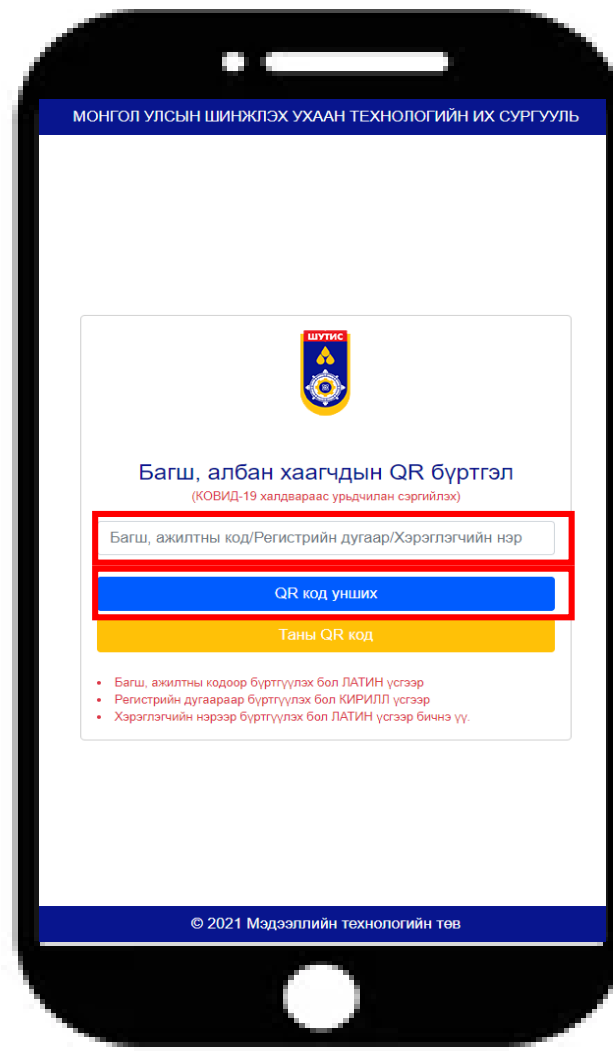 МОНГОЛ УЛСЫН ШИНЖЛЭХ УХААН ТЕХНОЛОГИЙН ИХ СУРГУУЛЬ
ШУТИС
Багш, албан хаагчдын QR бүртгэл
(КОВИД-19 халдвараас урьдчилан сэргийлэх)
Багш, ажилтны код/Регистрийн дугаар/Хэрэглэгчийн нэр
QR код унших
Таны QR код
• Багш, ажилтны кодоор бүртгүүлэх бол ЛАТИН үсгээр
• Регистрийн дугаараар бүртгүүлэх бол КИРИЛЛ үсгээр
• Хэрэглэгчийн нэрээр бүртгүүлэх бол ЛАТИН үсгээр бичнэ үү.
© 2021 Мэдээллийн технологийн төв